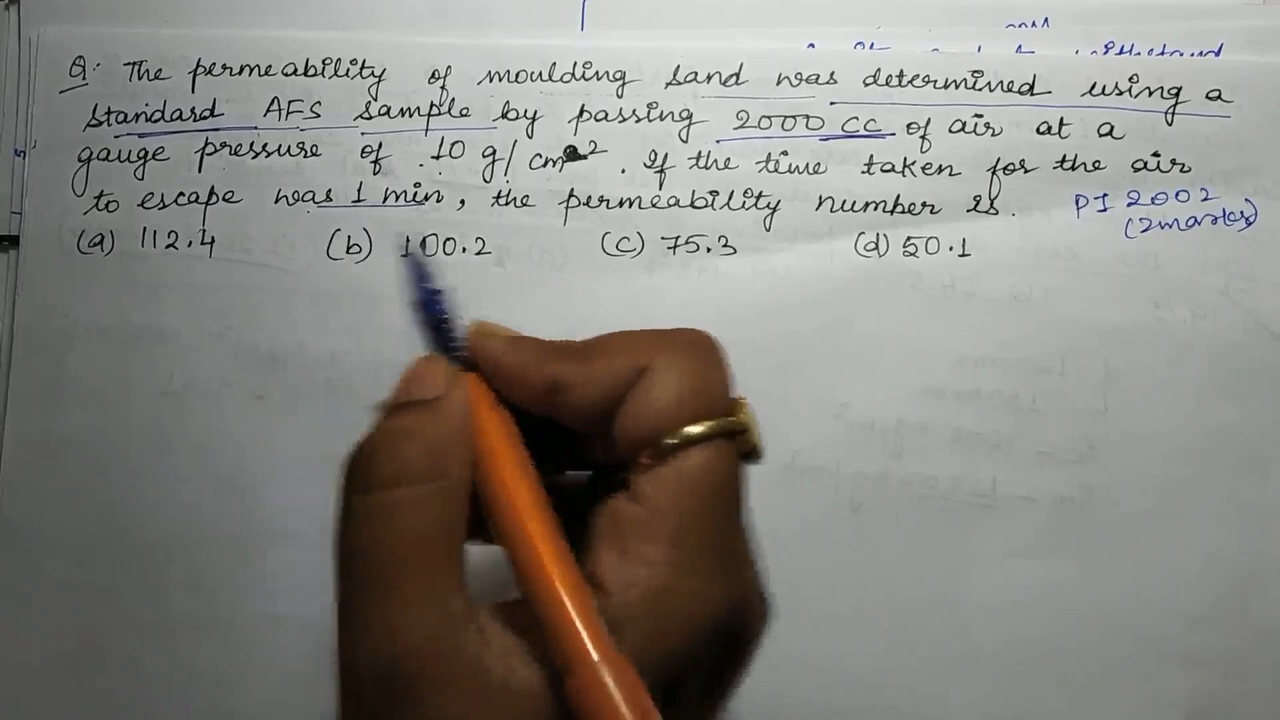 Q: The permeability of moulding sand was determined using a
standard AFS sample by passing 2000 CC of air at a
gauge pressure of 10 g/cm². If the time taken for the air
to escape was 1 min, the permeability number is.
PI 2002
(2marks)
(a) 112.4 (b) 100.2 (c) 75.3 (d) 50.1